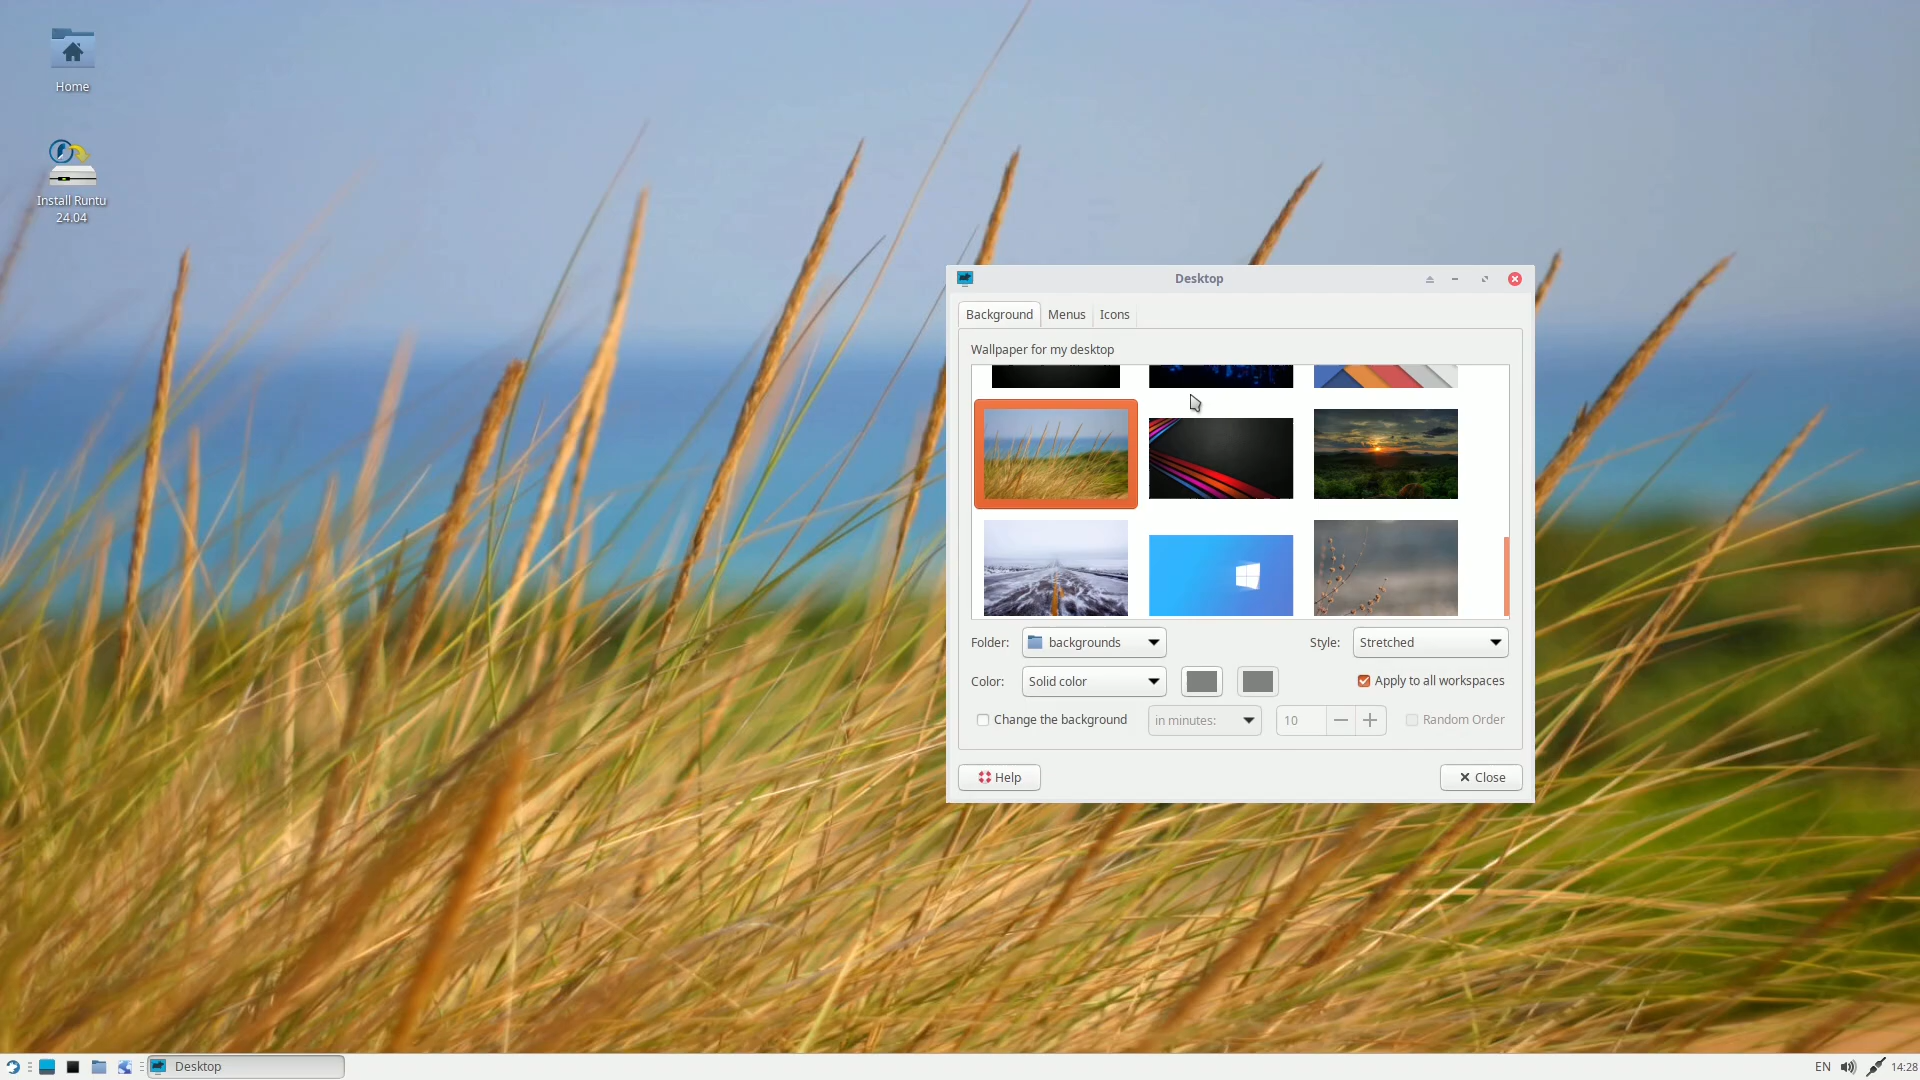 Home
Install Runtu
24.04
Desktop
Background
Menus
Icons
Wallpaper for my desktop
Folder:
backgrounds
Style:
Stretched
Color:
Solid color
Apply to all workspaces
Change the background
in minutes:
10
Random Order
Help
Close
Desktop
EN
14:28